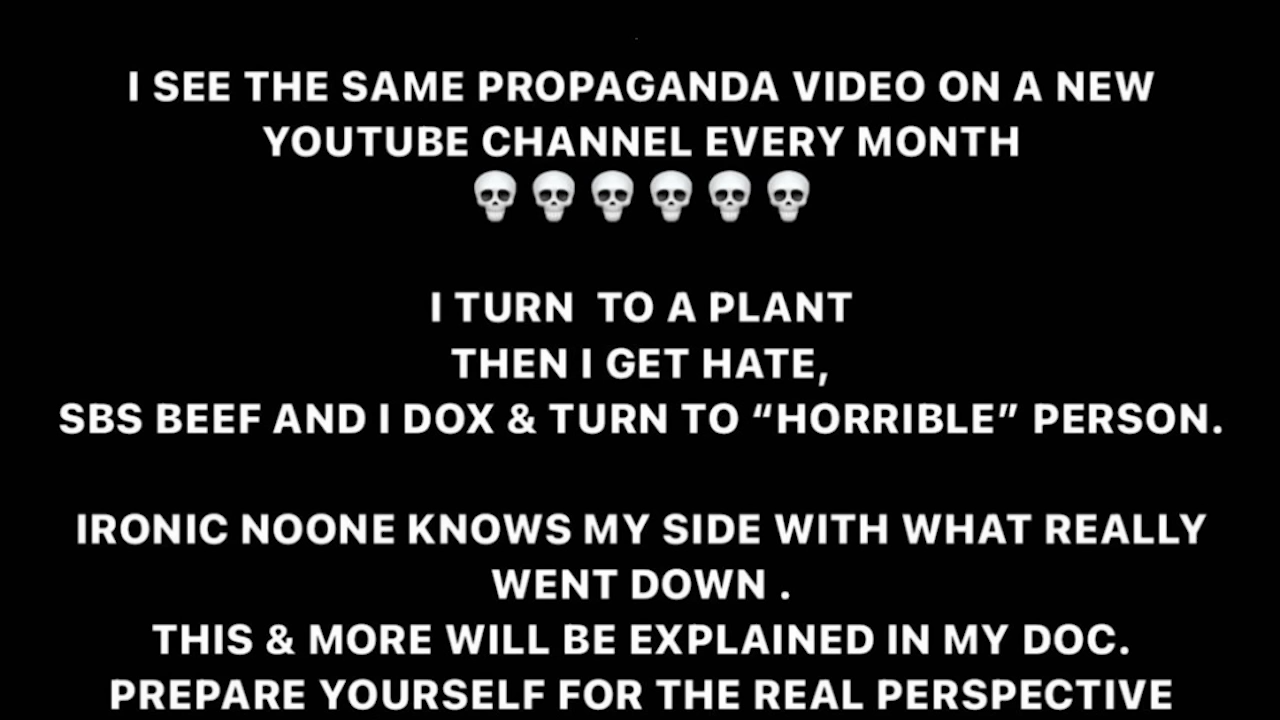 I SEE THE SAME PROPAGANDA VIDEO ON A NEW
YOUTUBE CHANNEL EVERY MONTH
💀💀💀💀💀💀
I TURN  TO A PLANT
THEN I GET HATE,
SBS BEEF AND I DOX & TURN TO “HORRIBLE” PERSON.
IRONIC NOONE KNOWS MY SIDE WITH WHAT REALLY
WENT DOWN .
THIS & MORE WILL BE EXPLAINED IN MY DOC.
PREPARE YOURSELF FOR THE REAL PERSPECTIVE